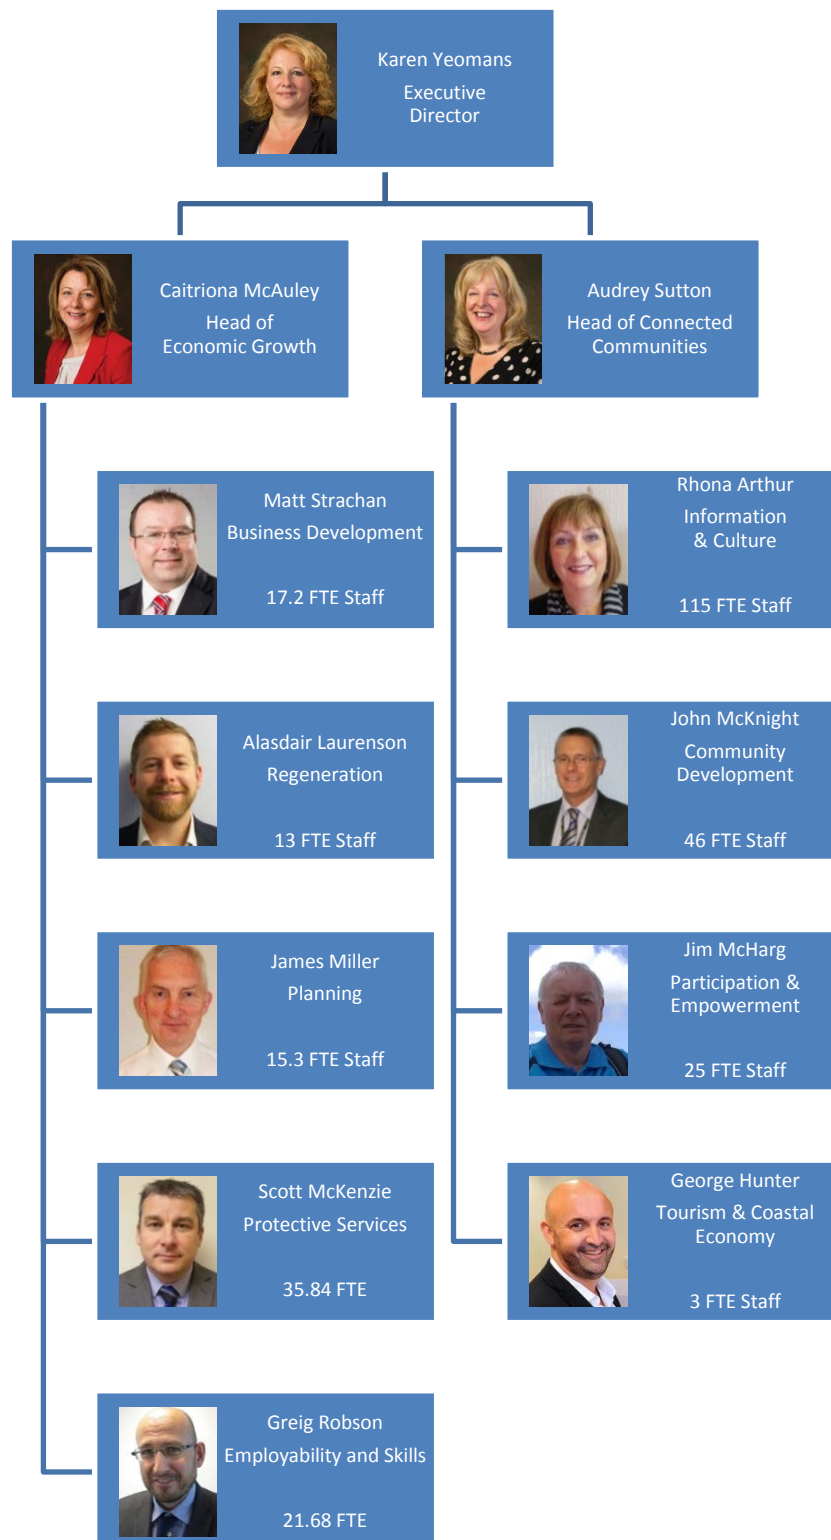 Karen Yeomans
Executive
Director
Caitriona McAuley
Head of
Economic Growth
Audrey Sutton
Head of Connected
Communities
Matt Strachan
Business Development
17.2 FTE Staff
Rhona Arthur
Information
& Culture
115 FTE Staff
Alasdair Laurenson
Regeneration
13 FTE Staff
John McKnight
Community
Development
46 FTE Staff
James Miller
Planning
15.3 FTE Staff
Jim McHarg
Participation &
Empowerment
25 FTE Staff
Scott McKenzie
Protective Services
35.84 FTE
George Hunter
Tourism & Coastal
Economy
3 FTE Staff
Greig Robson
Employability and Skills
21.68 FTE